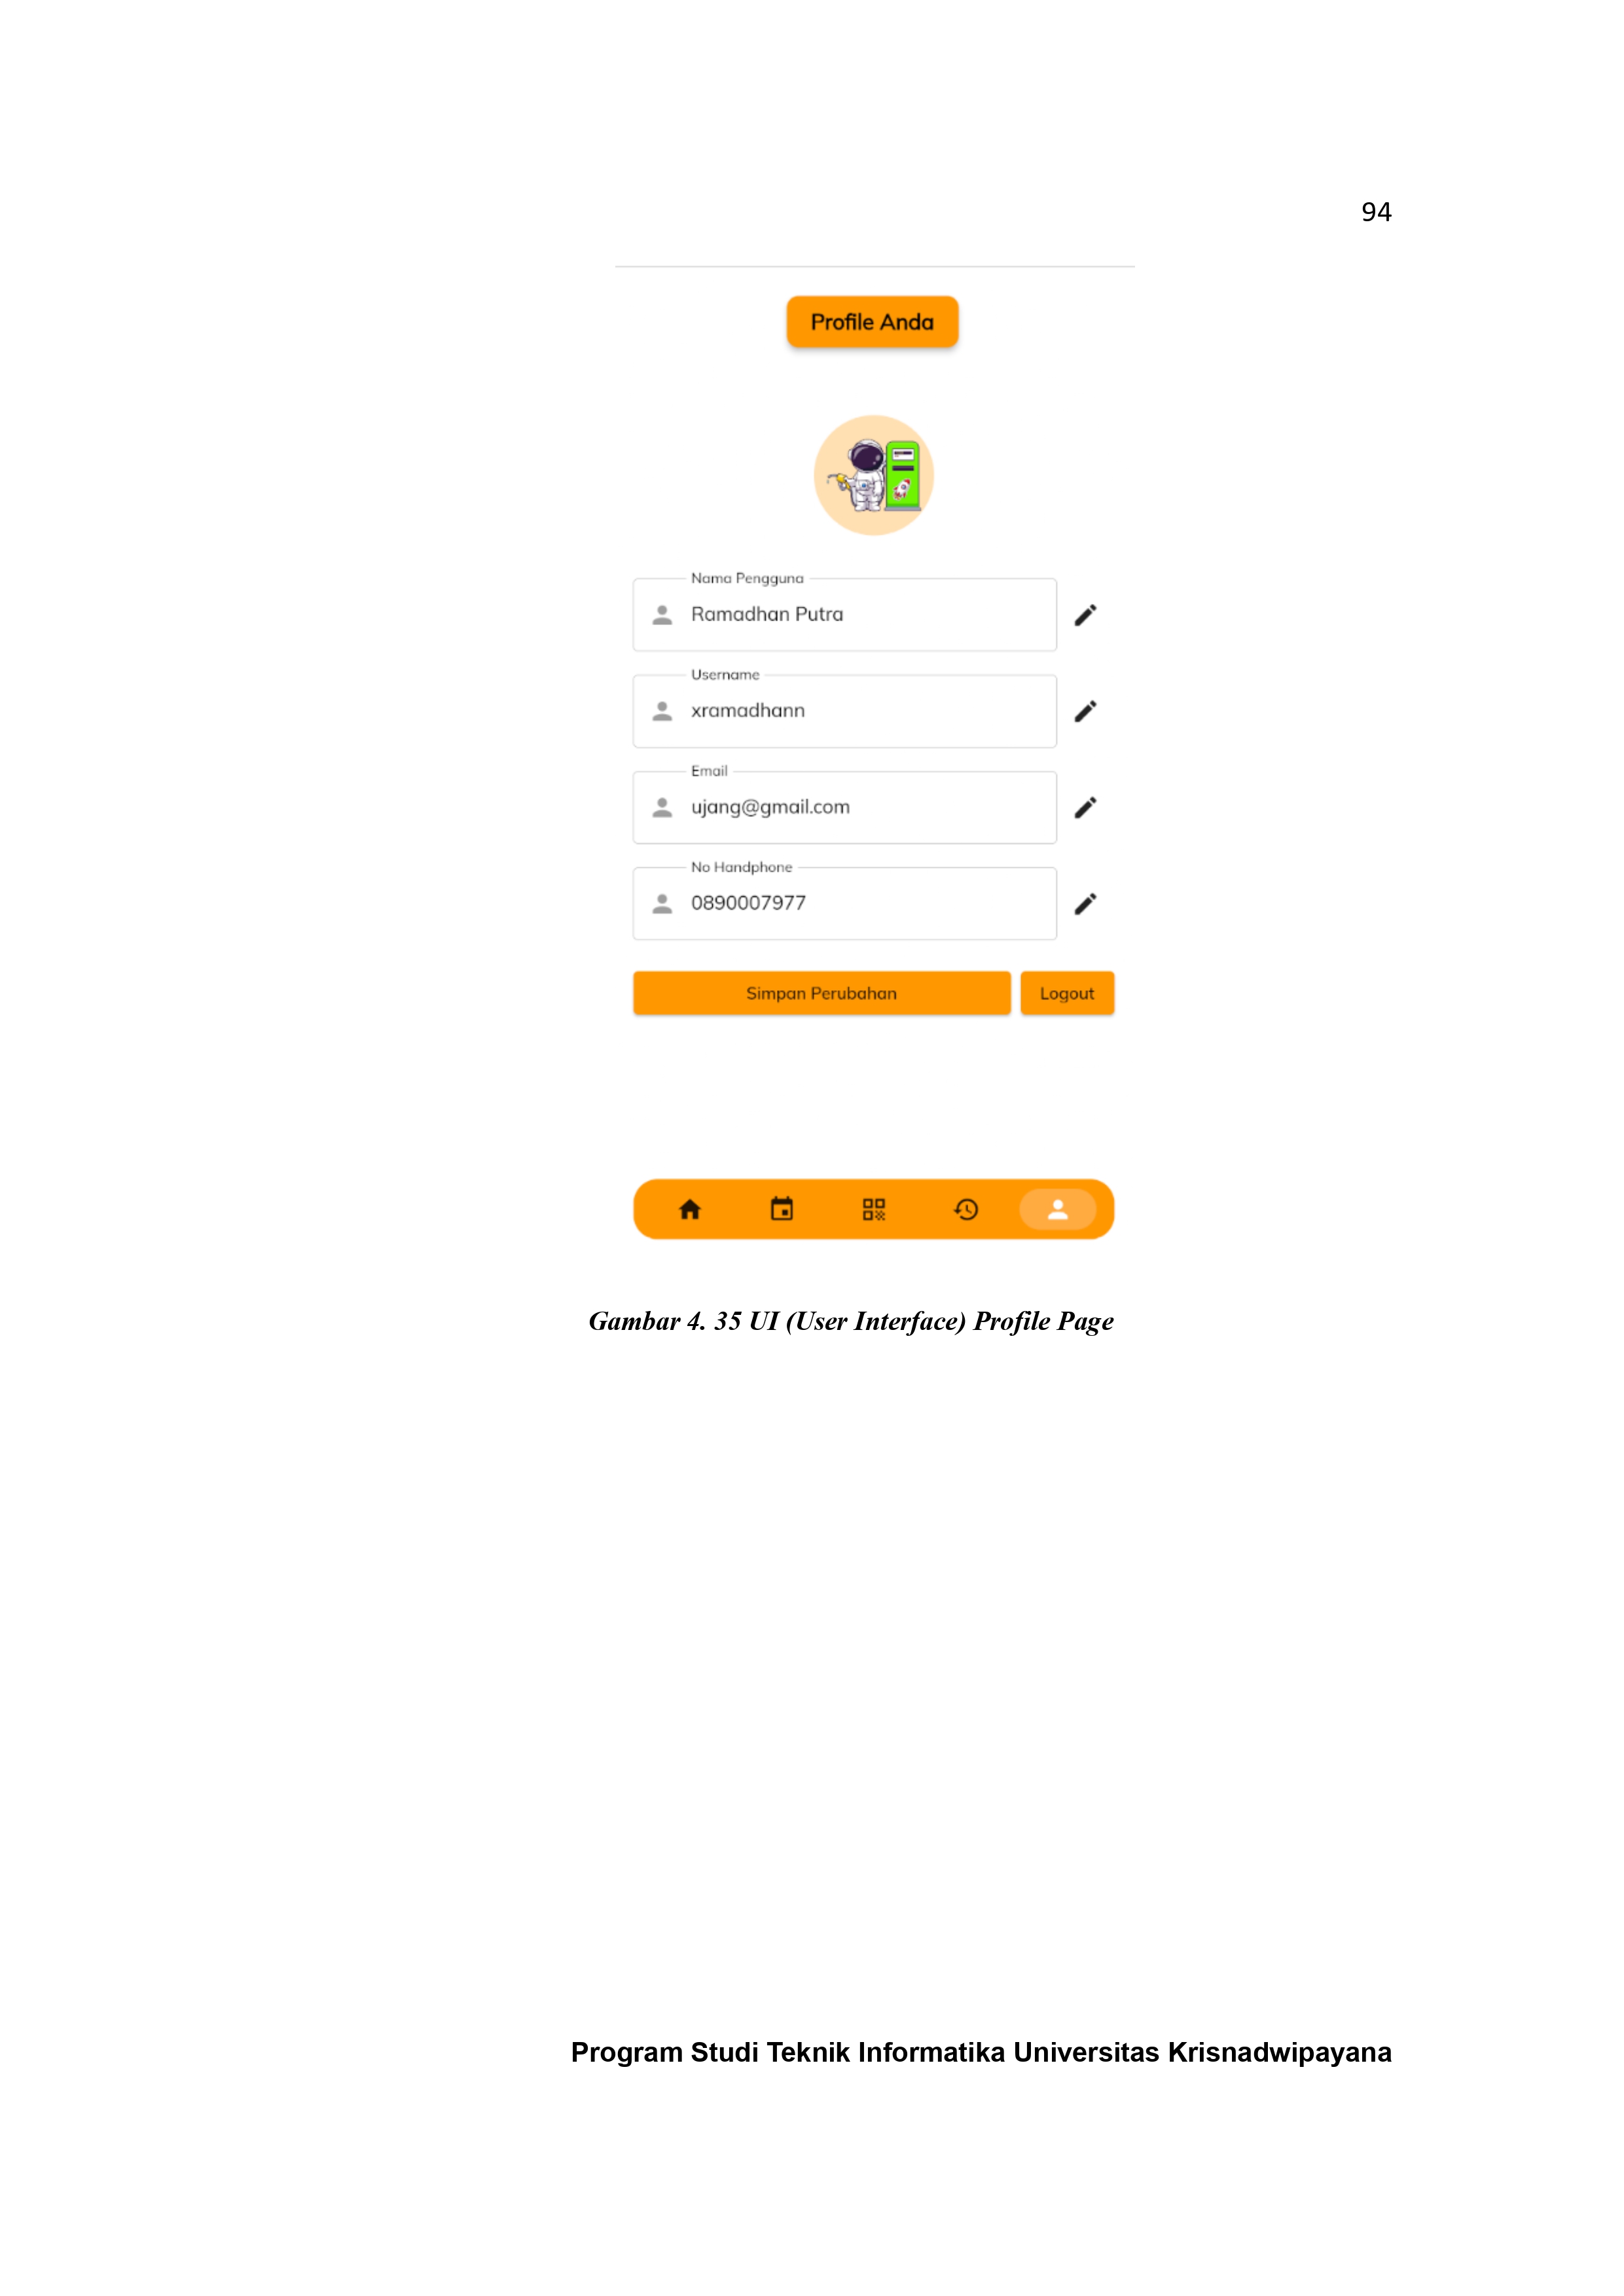 94
Profile Anda
Nama Pengguna
Ramadhan Putra
Username
xramadhann
Email
ujang@gmail.com
No Handphone
0890007977
Simpan Perubahan Logout
Gambar 4. 35 UI (User Interface) Profile Page
Program Studi Teknik Informatika Universitas Krisnadwipayana